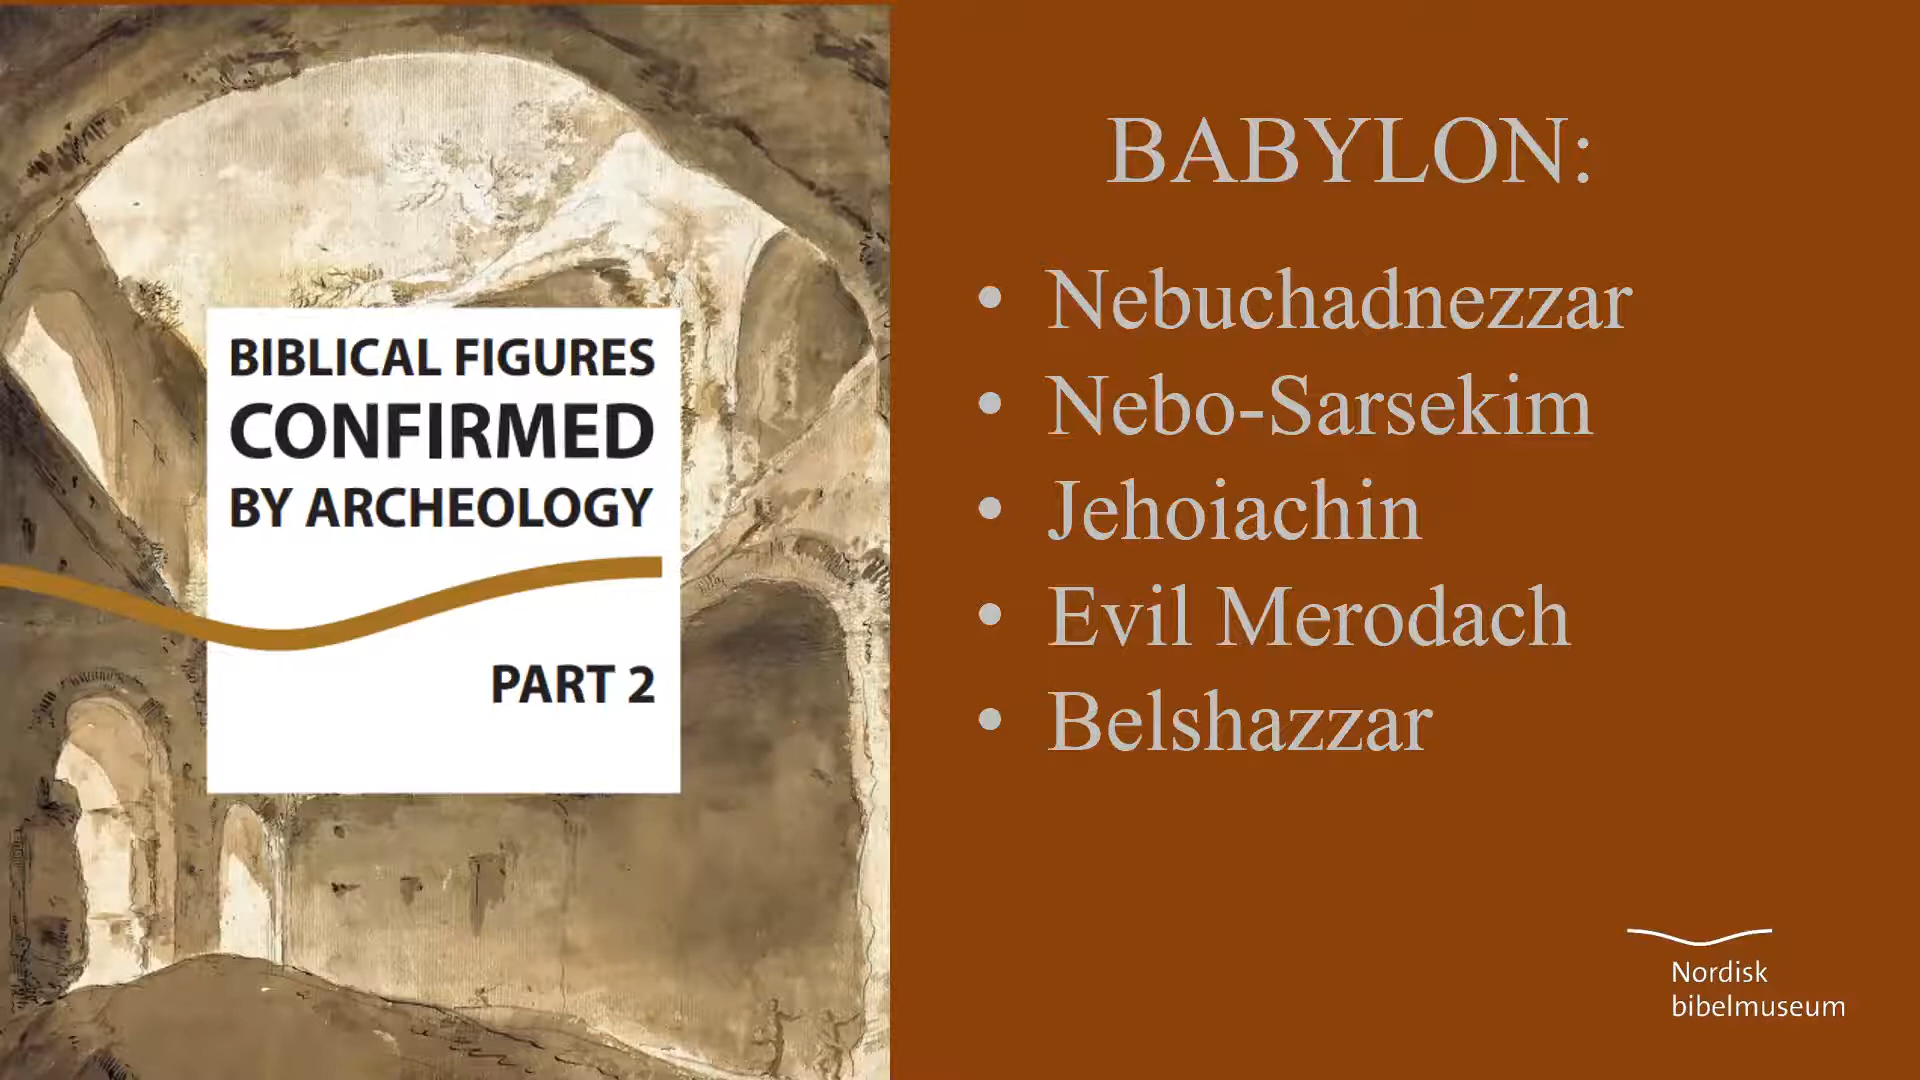 BIBLICAL FIGURES
CONFIRMED
BY ARCHEOLOGY
PART 2
BABYLON:
• Nebuchadnezzar
• Nebo-Sarsekim
• Jehoiachin
• Evil Merodach
• Belshazzar
Nordisk
bibelmuseum